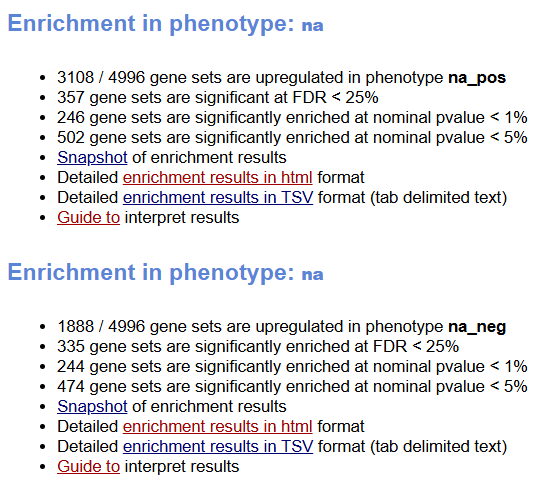 Enrichment in phenotype: na
3108 / 4996 gene sets are upregulated in phenotype na_pos
357 gene sets are significant at FDR < 25%
246 gene sets are significantly enriched at nominal pvalue < 1%
502 gene sets are significantly enriched at nominal pvalue < 5%
Snapshot of enrichment results
Detailed enrichment results in html format
Detailed enrichment results in TSV format (tab delimited text)
Guide to interpret results
Enrichment in phenotype: na
1888 / 4996 gene sets are upregulated in phenotype na_neg
335 gene sets are significantly enriched at FDR < 25%
244 gene sets are significantly enriched at nominal pvalue < 1%
474 gene sets are significantly enriched at nominal pvalue < 5%
Snapshot of enrichment results
Detailed enrichment results in html format
Detailed enrichment results in TSV format (tab delimited text)
Guide to interpret results